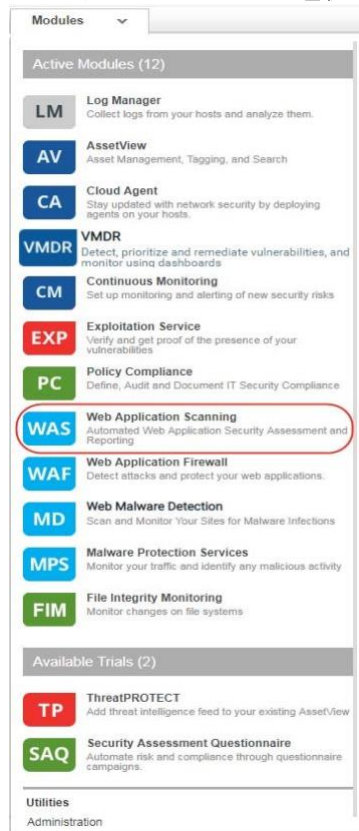 Modules
Active Modules (12)
LM
Log Manager
Collect logs from your hosts and analyze them.
AV
AssetView
Asset Management, Tagging, and Search
CA
Cloud Agent
Stay updated with network security by deploying
agents on your hosts.
VMDR
VMDR
Detect, prioritize and remediate vulnerabilities, and
monitor using dashboards
CM
Continuous Monitoring
Set up monitoring and alerting of new security risks
EXP
Exploitation Service
Verify and get proof of the presence of your
vulnerabilities
PC
Policy Compliance
Define, Audit and Document IT Security Compliance
WAS
Web Application Scanning
Automated Web Application Security Assessment and
Reporting
WAF
Web Application Firewall
Detect attacks and protect your web applications.
MD
Web Malware Detection
Scan and Monitor Your Sites for Malware Infections
MPS
Malware Protection Services
Monitor your traffic and identify any malicious activity
FIM
File Integrity Monitoring
Monitor changes on file systems
Available Trials (2)
TP
ThreatPROTECT
Add threat intelligence feed to your existing AssetView
SAQ
Security Assessment Questionnaire
Automate risk and compliance through questionnaire
campaigns.
Utilities
Administration